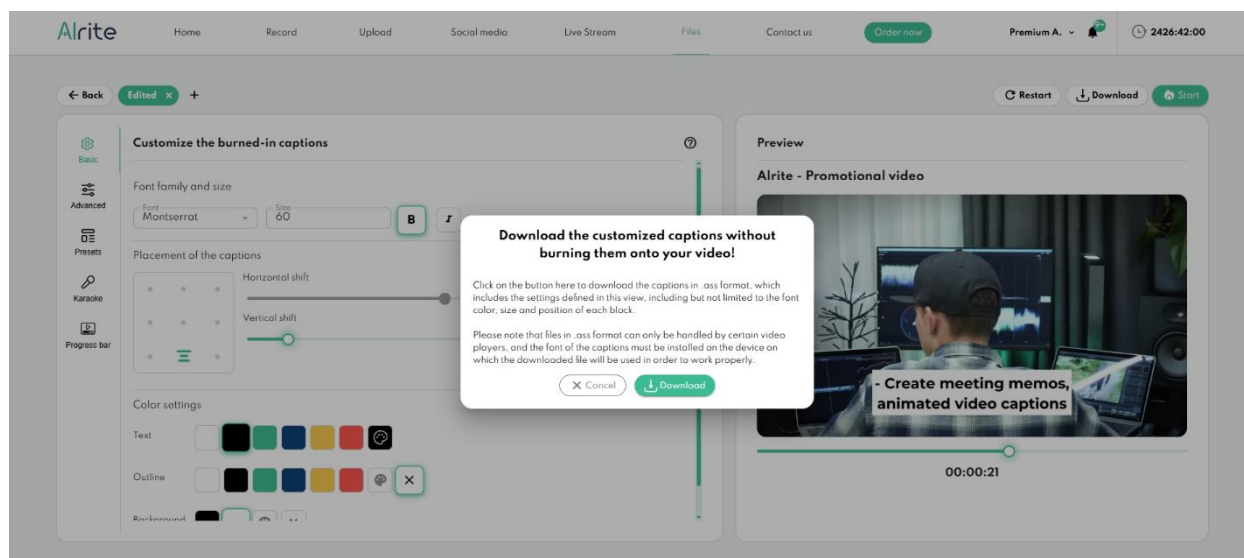 Alrite
Home
Record
Upload
Social media
Live Stream
Files
Contact us
Order now
Premium A.
9+
2426:42:00
← Back
Edited ×
+
Restart
Download
Start
Basic
Advanced
Presets
Karaoke
Progress bar
Customize the burned-in captions
Font family and size
Font
Montserrat
Size
60
B
I
Placement of the captions
Horizontal shift
Vertical shift
Color settings
Text
Outline
Background
Download the customized captions without
burning them onto your video!
Click on the button here to download the captions in .ass format, which
includes the settings defined in this view, including but not limited to the font
color, size and position of each block.
Please note that files in .ass format can only be handled by certain video
players, and the font of the captions must be installed on the device on
which the downloaded file will be used in order to work properly.
Cancel
Download
Preview
Alrite - Promotional video
- Create meeting memos,
animated video captions
00:00:21